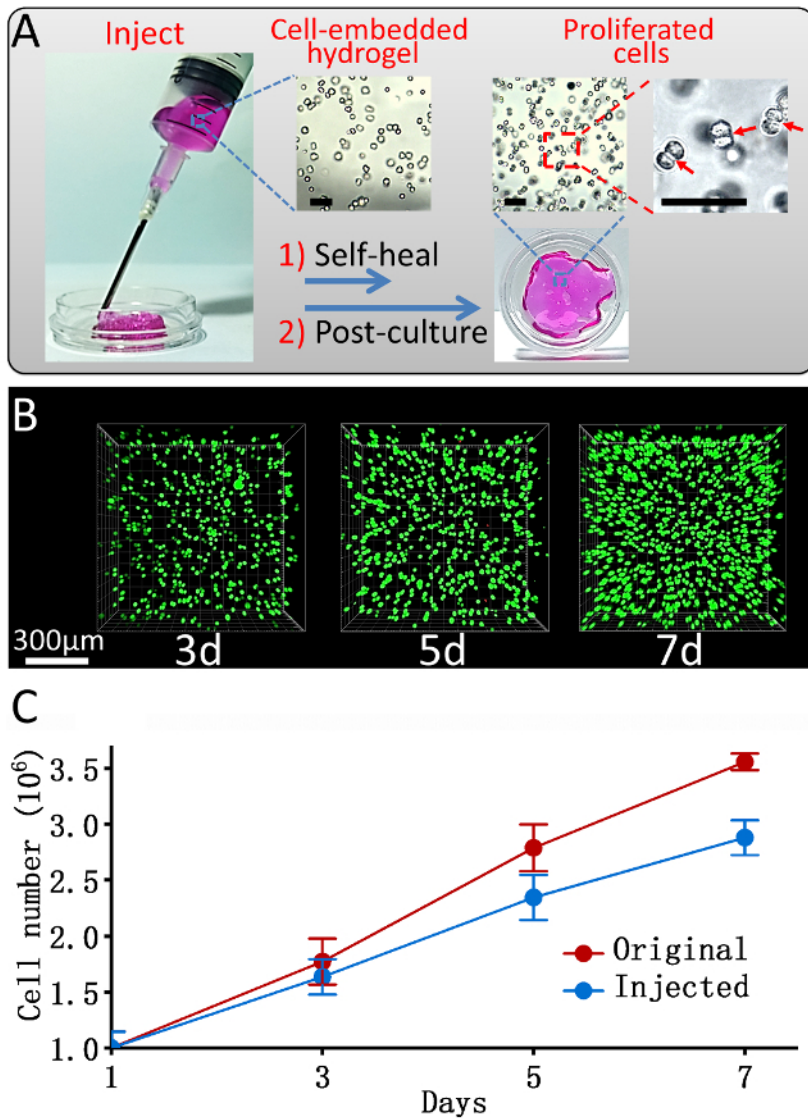 A
Inject
Cell-embedded
hydrogel
Proliferated
cells
1) Self-heal
2) Post-culture
B
300μm
3d
5d
7d
C
Cell number (10⁶)
3.5
3.0
2.5
2.0
1.5
1.0
Original
Injected
1
3
5
7
Days